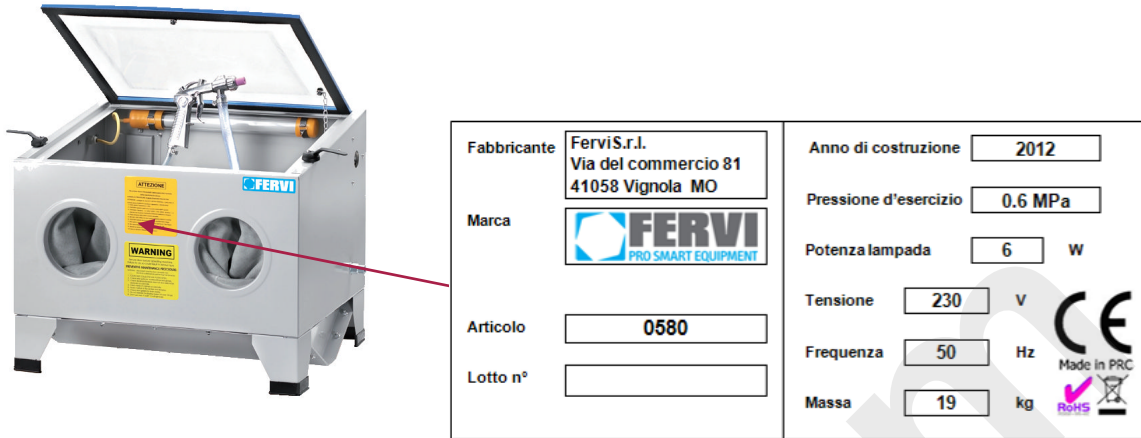 ATTEZIONE
FERVI
WARNING
Fabbricante
FerviS.r.l.
Via del commercio 81
41058 Vignola MO
Marca
FERVI
PRO SMART EQUIPMENT
Articolo
0580
Lotto n°
Anno di costruzione 2012
Pressione d'esercizio 0.6 MPa
Potenza lampada 6 W
Tensione 230 V
Frequenza 50 Hz
Massa 19 kg
CE
Made in PRC
RoHS